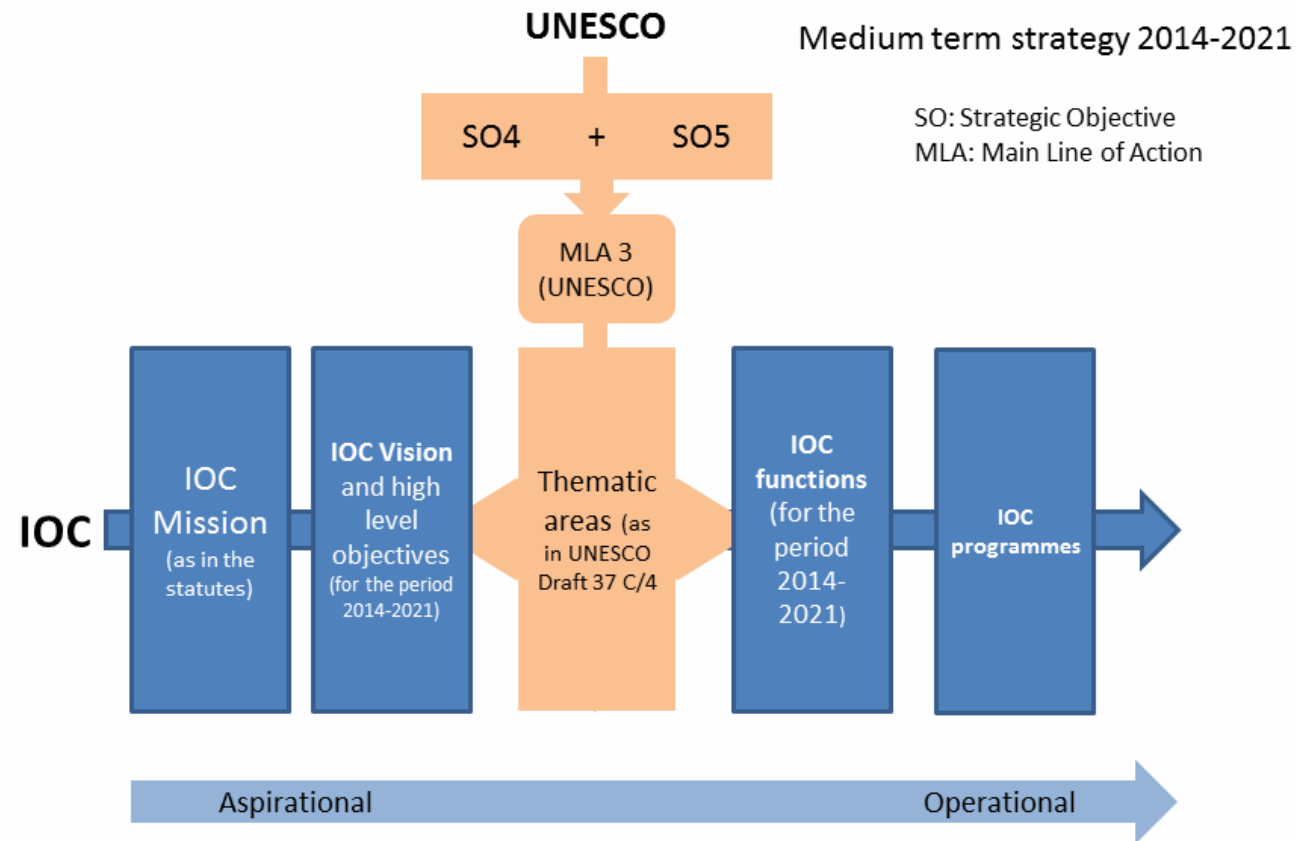 UNESCO
Medium term strategy 2014-2021
SO: Strategic Objective
MLA: Main Line of Action
SO4 + SO5
MLA 3
(UNESCO)
IOC
IOC
Mission
(as in the
statutes)
IOC Vision
and high
level
objectives
(for the period
2014-2021)
Thematic
areas (as
in UNESCO
Draft 37 C/4
IOC
functions
(for the
period
2014-
2021)
IOC
programmes
Aspirational
Operational